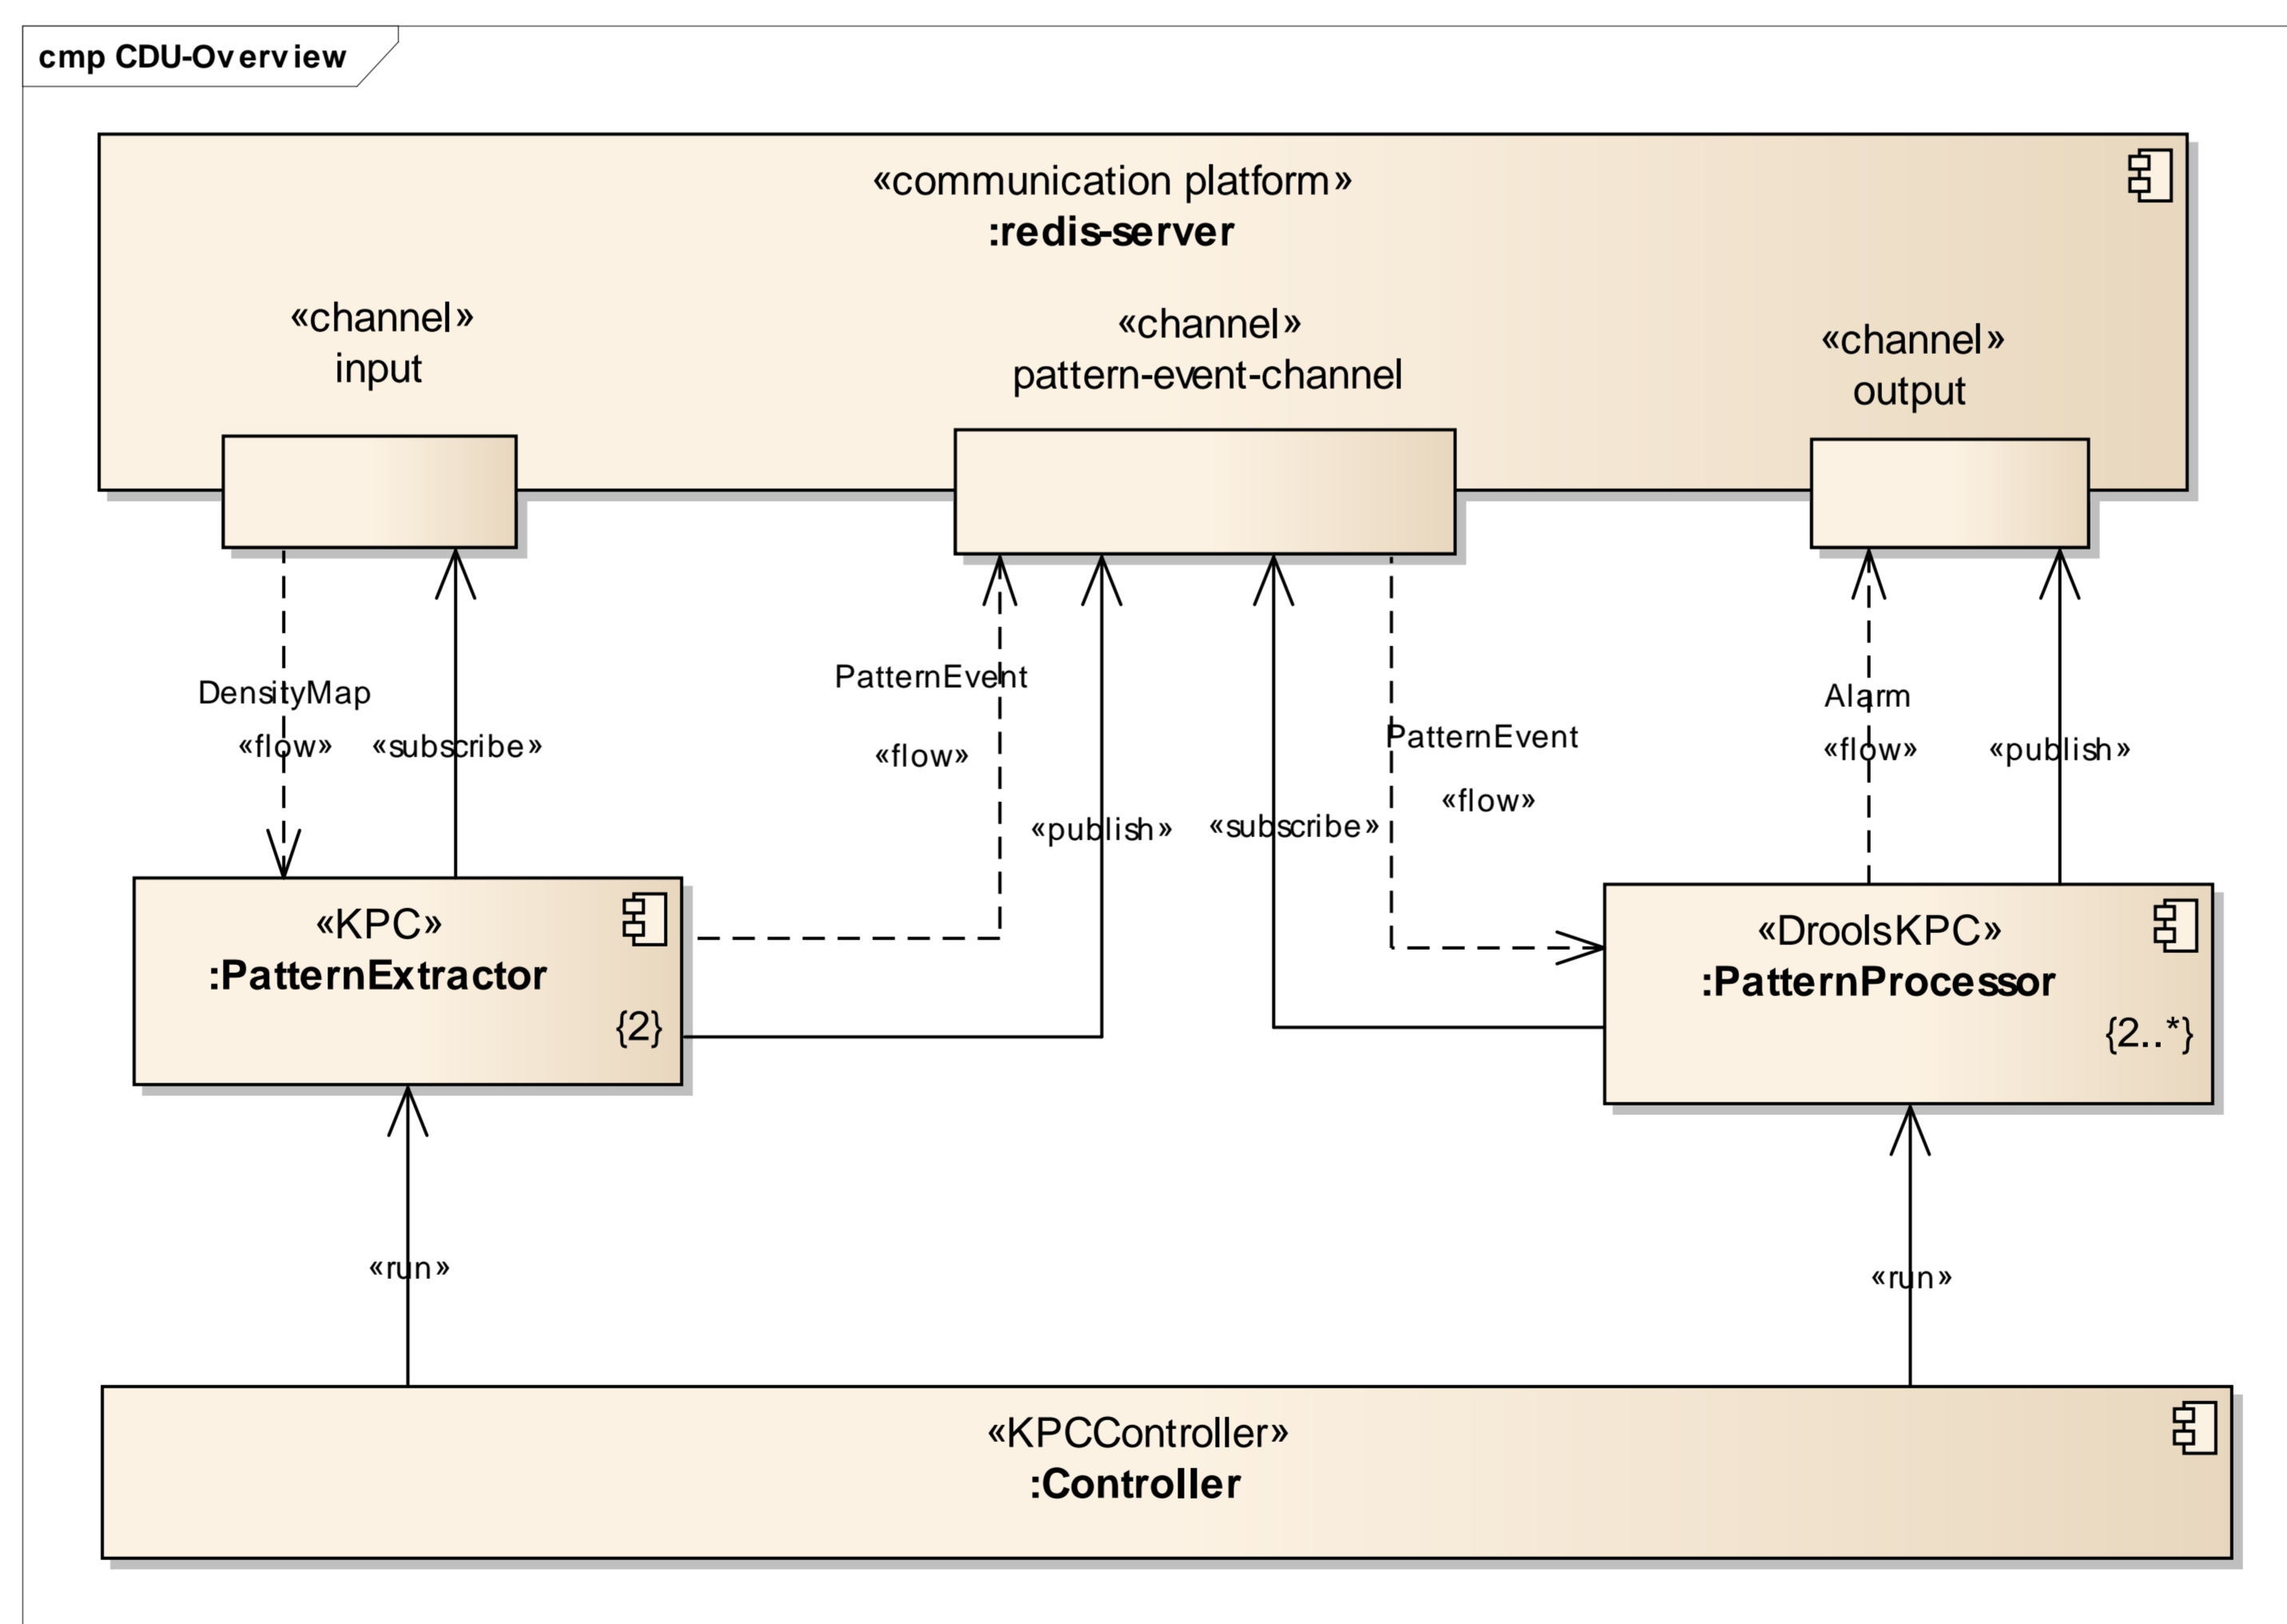 cmp CDU-Overview
«communication platform»
:redis-server
«channel»
input
«channel»
pattern-event-channel
«channel»
output
DensityMap
«flow»
«subscribe»
PatternEvent
«flow»
«publish»
«subscribe»
PatternEvent
«flow»
Alarm
«flow»
«publish»
«KPC»
:PatternExtractor
{2}
«DroolsKPC»
:PatternProcessor
{2..*}
«run»
«run»
«KPCController»
:Controller